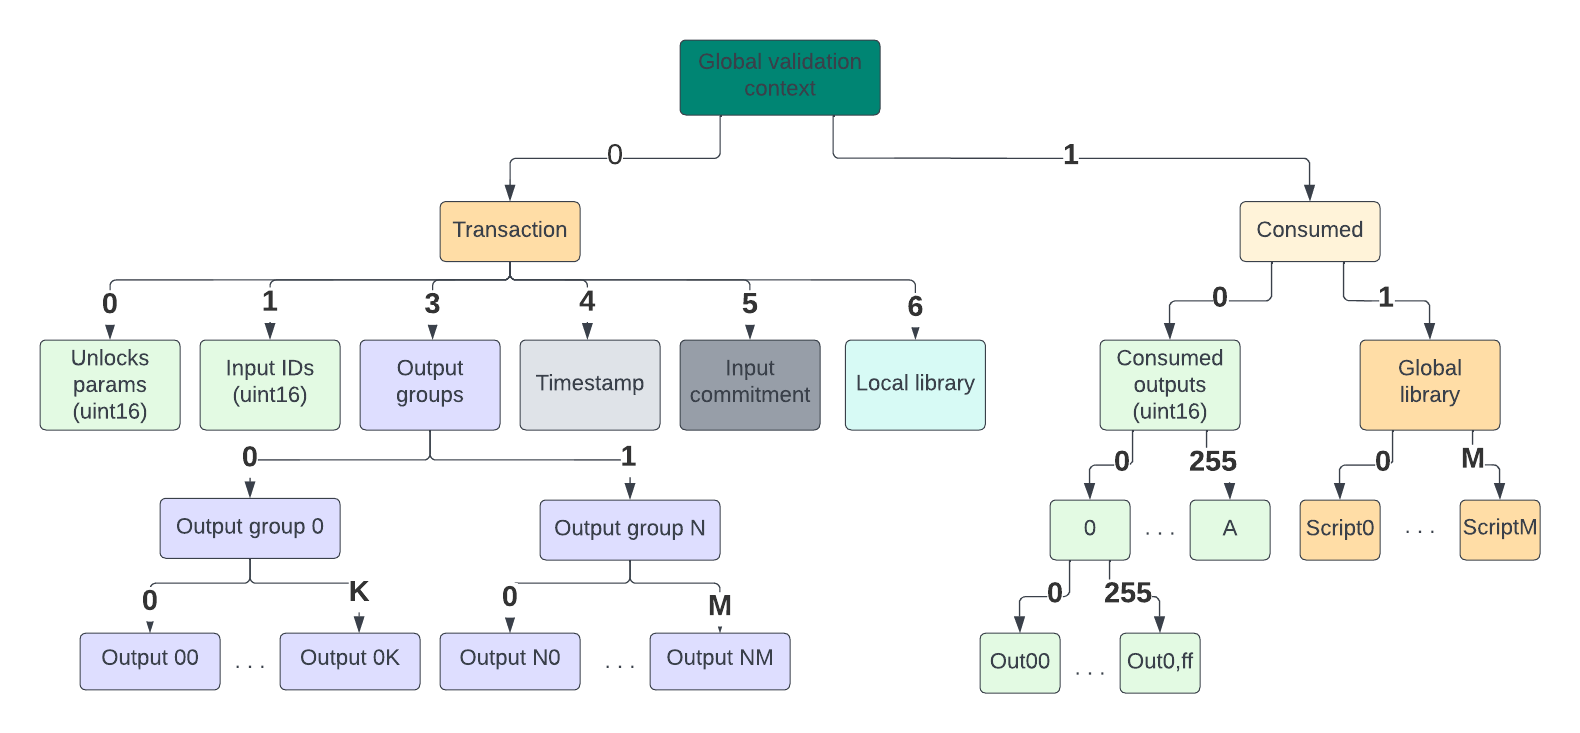 Global validation
context
0
1
Transaction
Consumed
0
1
3
4
5
6
0
1
Unlocks
params
(uint16)
Input IDs
(uint16)
Output
groups
Timestamp
Input
commitment
Local library
Consumed
outputs
(uint16)
Global
library
0
1
0
255
0
M
Output group 0
Output group N
0
. . .
A
Script0
. . .
ScriptM
0
K
0
M
0
255
Output 00
. . .
Output 0K
Output N0
. . .
Output NM
Out00
. . .
Out0,ff